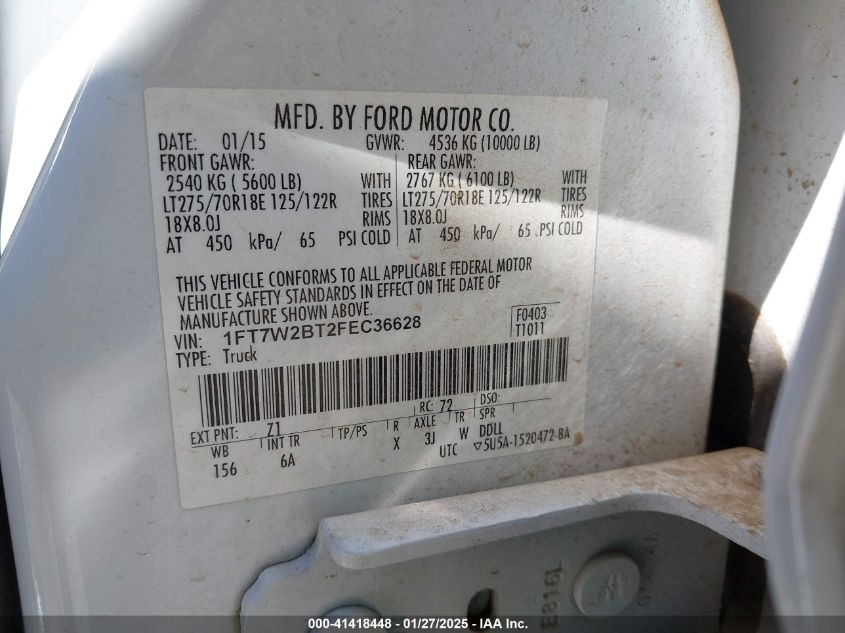 MFD. BY FORD MOTOR CO.
DATE: 01/15 GVWR: 4536 KG (10000 LB)
FRONT GAWR: REAR GAWR:
2540 KG ( 5600 LB) WITH 2767 KG ( 6100 LB) WITH
LT275/70R18E 125/122R TIRES LT275/70R18E 125/122R TIRES
18X8.0J RIMS 18X8.0J RIMS
AT 450 kPa/ 65 PSI COLD AT 450 kPa/ 65 PSI COLD
THIS VEHICLE CONFORMS TO ALL APPLICABLE FEDERAL MOTOR
VEHICLE SAFETY STANDARDS IN EFFECT ON THE DATE OF
MANUFACTURE SHOWN ABOVE.
VIN: 1FT7W2BT2FEC36628 F0403
TYPE: Truck T1011
EXT PNT: Z1 RC: 72 DSO:
WB INT TR TP/PS R AXLE TR SPR
156 6A X 3J W DDLL
UTC ▽5U5A-1520472-BA
E816L
000-41418448 - 01/27/2025 - IAAI Inc.